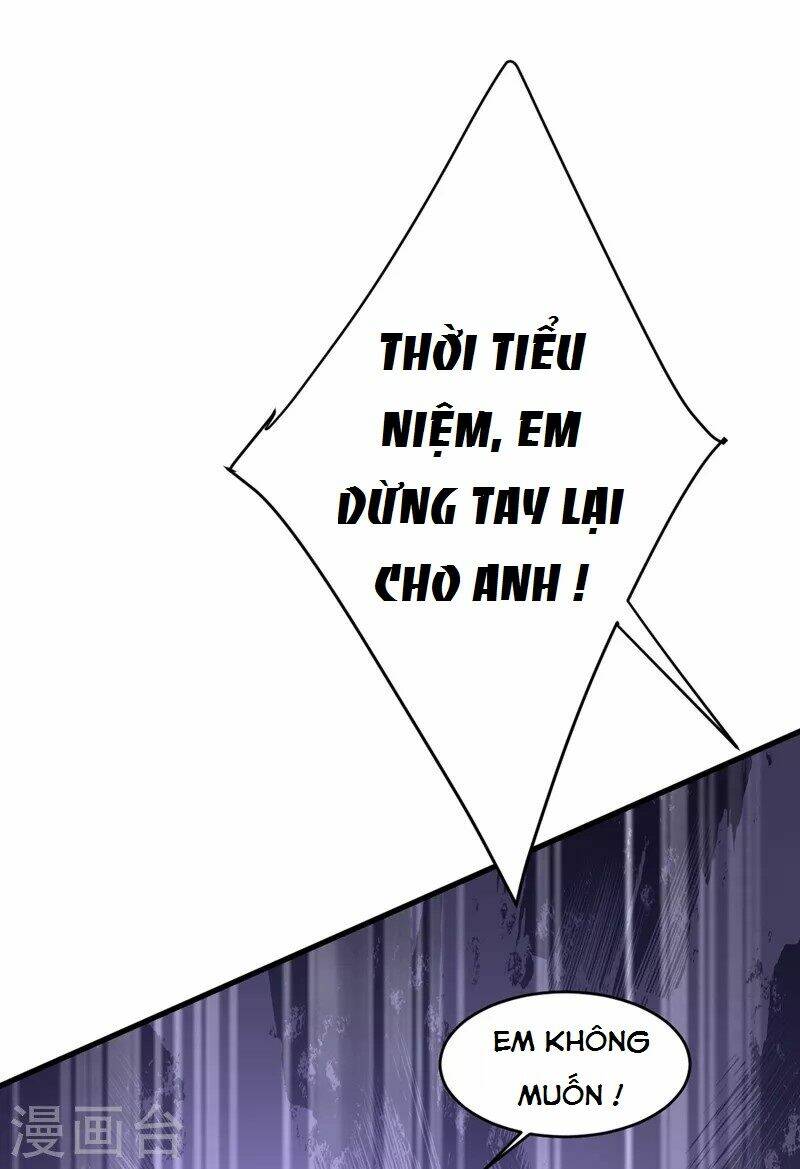 THỜI TIỂU
NIỆM, EM
DỪNG TAY LẠI
CHO ANH !
EM KHÔNG
MUỐN !
漫画台